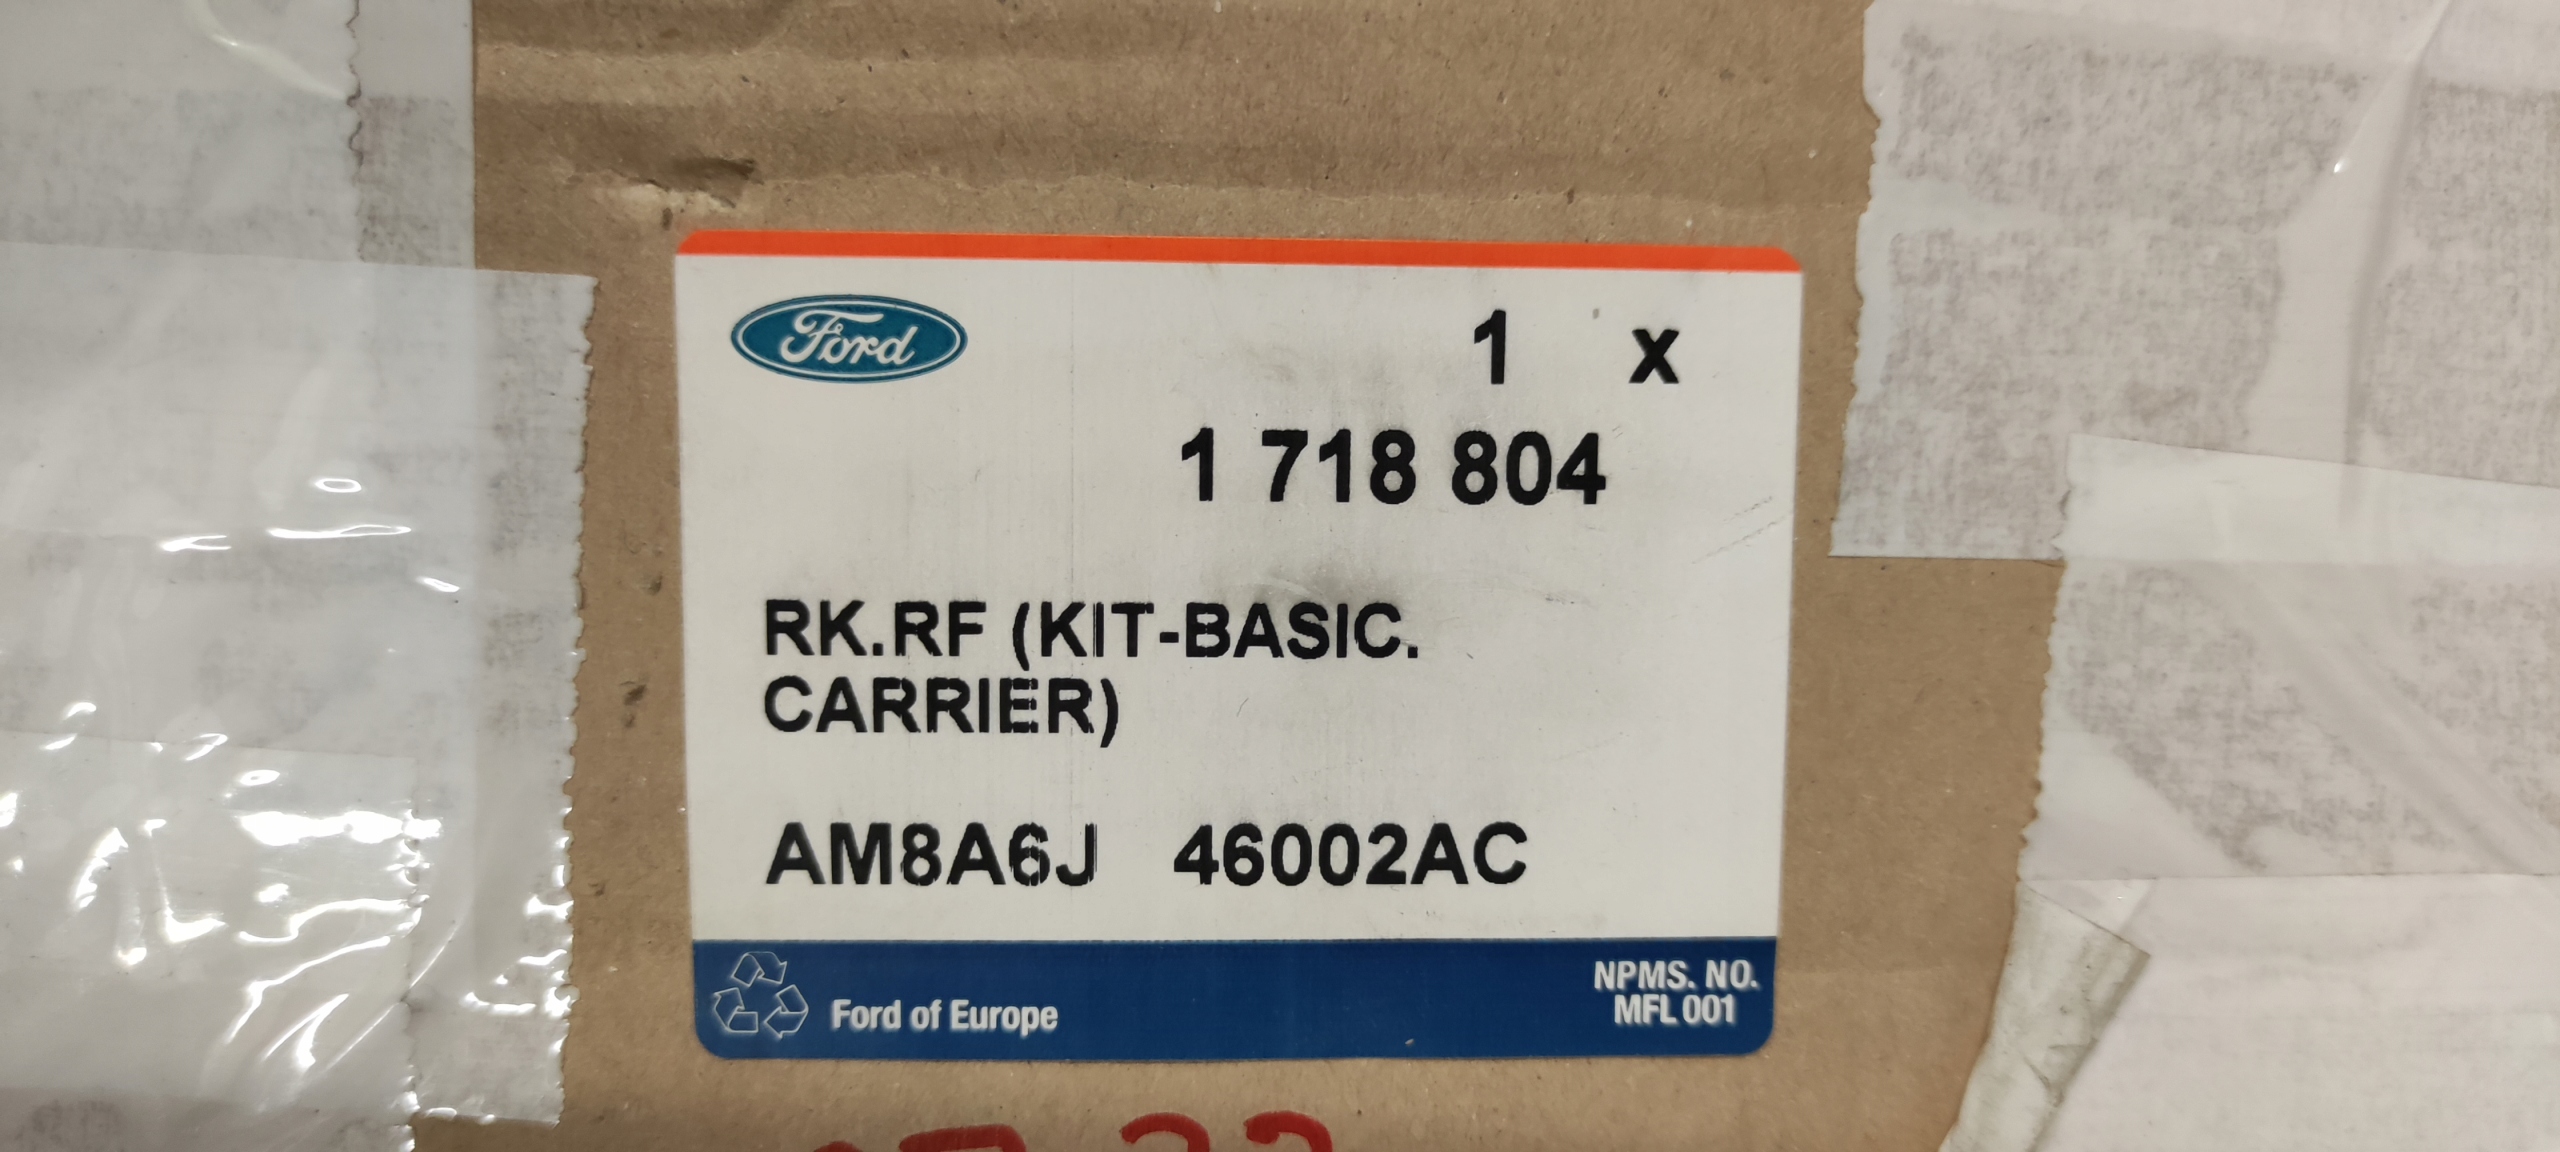 Ford
1 x
1 718 804
RK.RF (KIT-BASIC.
CARRIER)
AM8A6J 46002AC
Ford of Europe
NPMS. NO.
MFL 001